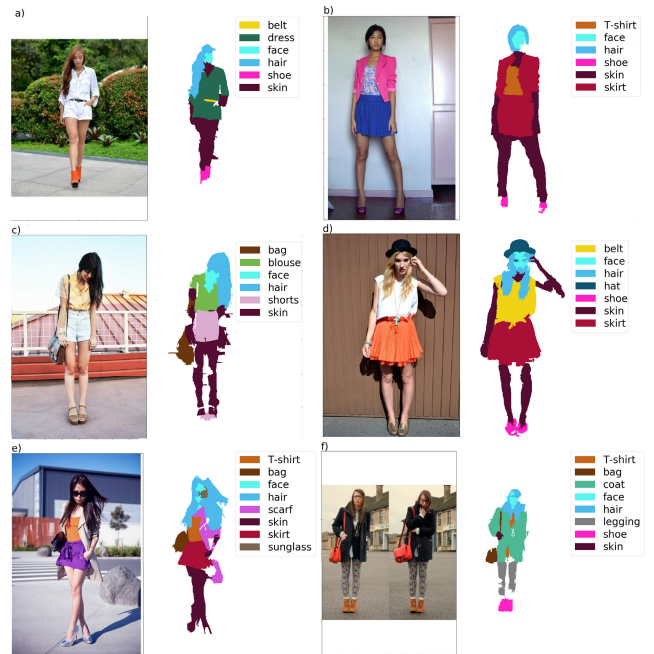 a)
belt
dress
face
hair
shoe
skin
b)
T-shirt
face
hair
shoe
skin
skirt
c)
bag
blouse
face
hair
shorts
skin
d)
belt
face
hair
hat
shoe
skin
skirt
e)
T-shirt
bag
face
hair
scarf
skin
skirt
sunglass
f)
T-shirt
bag
coat
face
hair
legging
shoe
skin